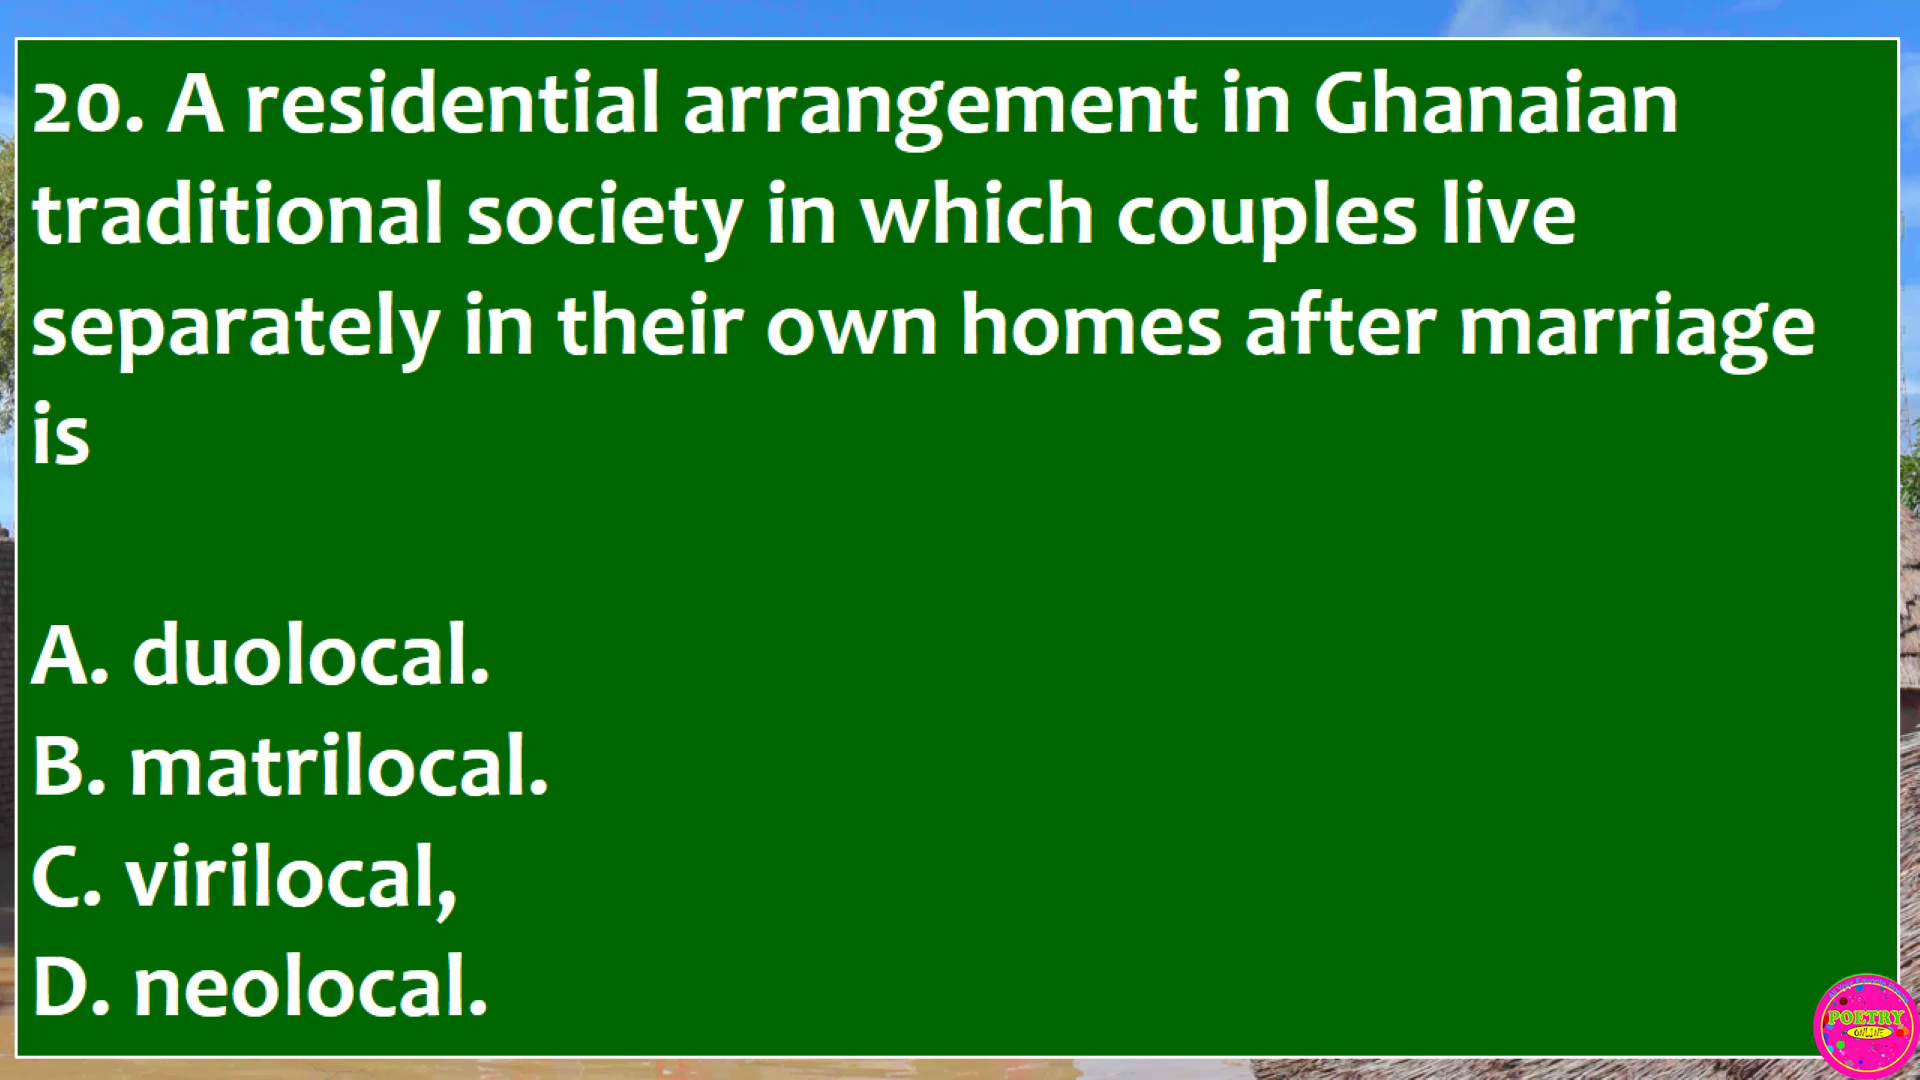 20. A residential arrangement in Ghanaian
traditional society in which couples live
separately in their own homes after marriage
is
A. duolocal.
B. matrilocal.
C. virilocal,
D. neolocal.
POETRY
ONLINE